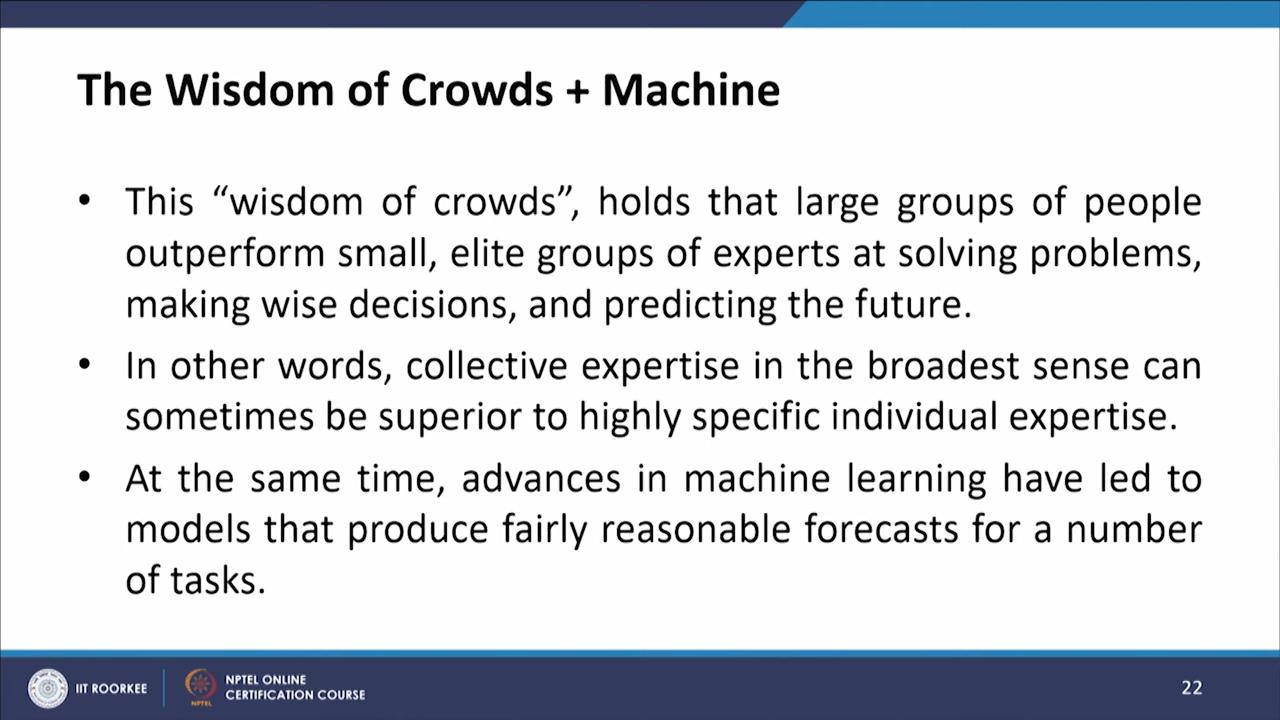 The Wisdom of Crowds + Machine
• This “wisdom of crowds”, holds that large groups of people
outperform small, elite groups of experts at solving problems,
making wise decisions, and predicting the future.
• In other words, collective expertise in the broadest sense can
sometimes be superior to highly specific individual expertise.
• At the same time, advances in machine learning have led to
models that produce fairly reasonable forecasts for a number
of tasks.
IIT ROORKEE
NPTEL
NPTEL ONLINE
CERTIFICATION COURSE
22